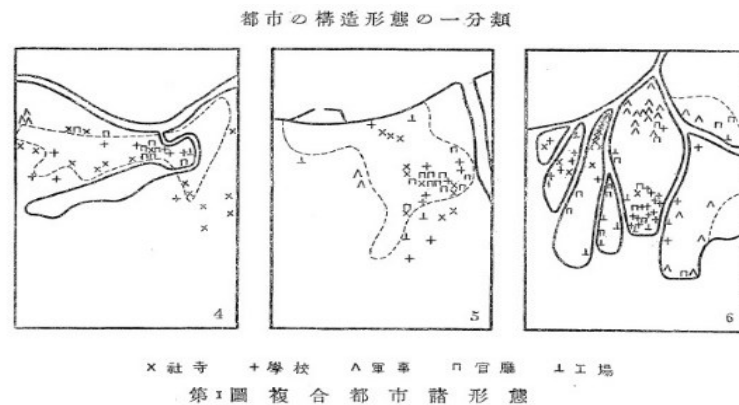 都市の構造形態の一分類
4
5
6
× 社寺 + 學校 ∧ 軍事 ⊓ 官廳 ⊥ 工場
第I圖 複合都市諸形態